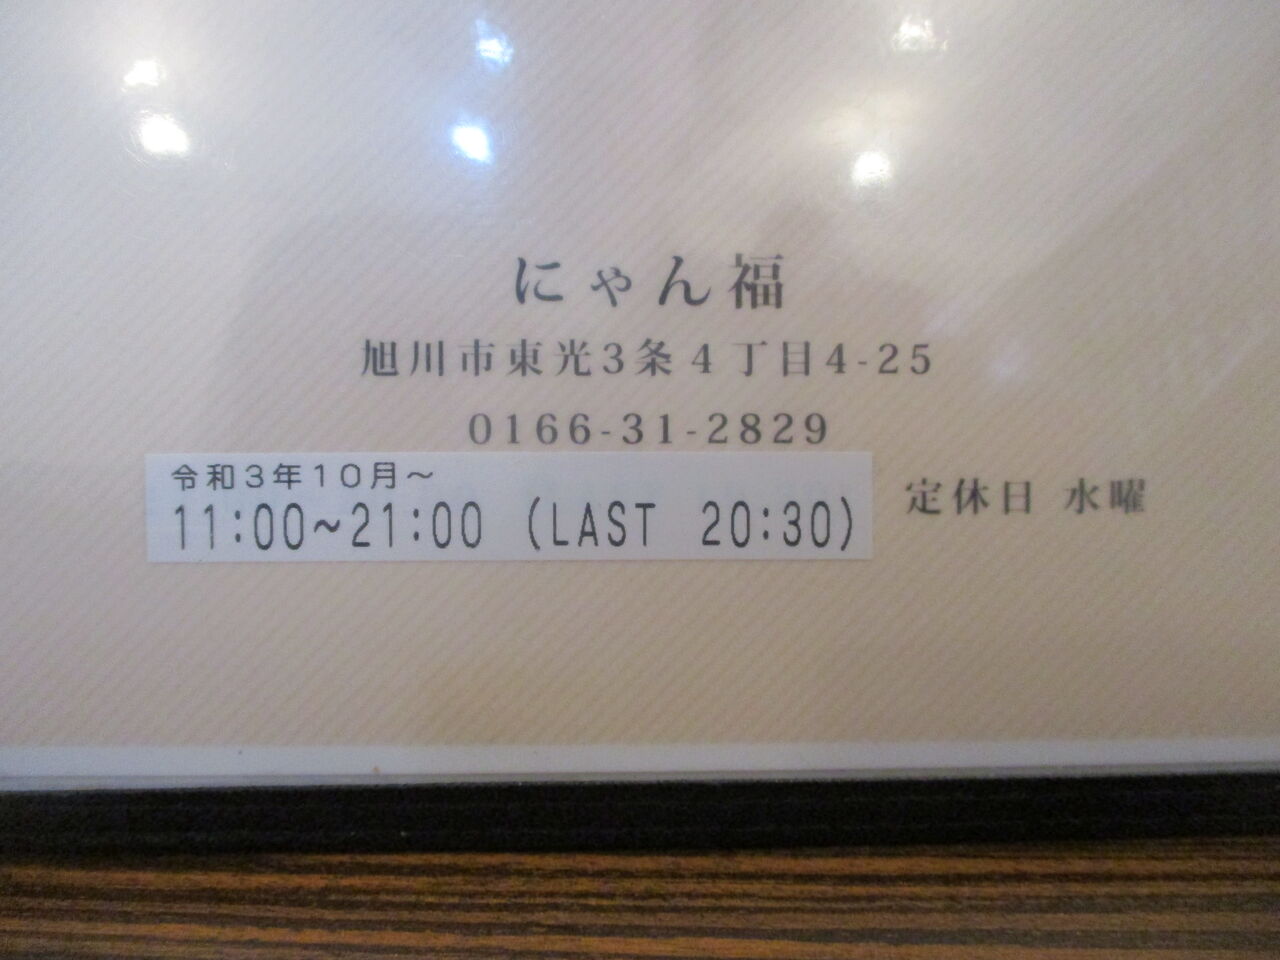 にゃん福
旭川市東光3条4丁目4-25
0166-31-2829
令和3年10月～
11:00~21:00 (LAST 20:30)
定休日 水曜